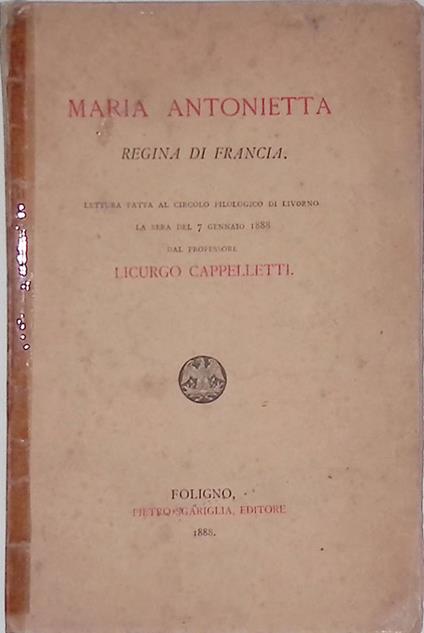 MARIA ANTONIETTA
REGINA DI FRANCIA.
LETTURA FATTA AL CIRCOLO FILOLOGICO DI LIVORNO
LA SERA DEL 7 GENNAIO 1888
DAL PROFESSORE
LICURGO CAPPELLETTI.
FOLIGNO,
PIETRO SGARIGLIA, EDITORE
1888.